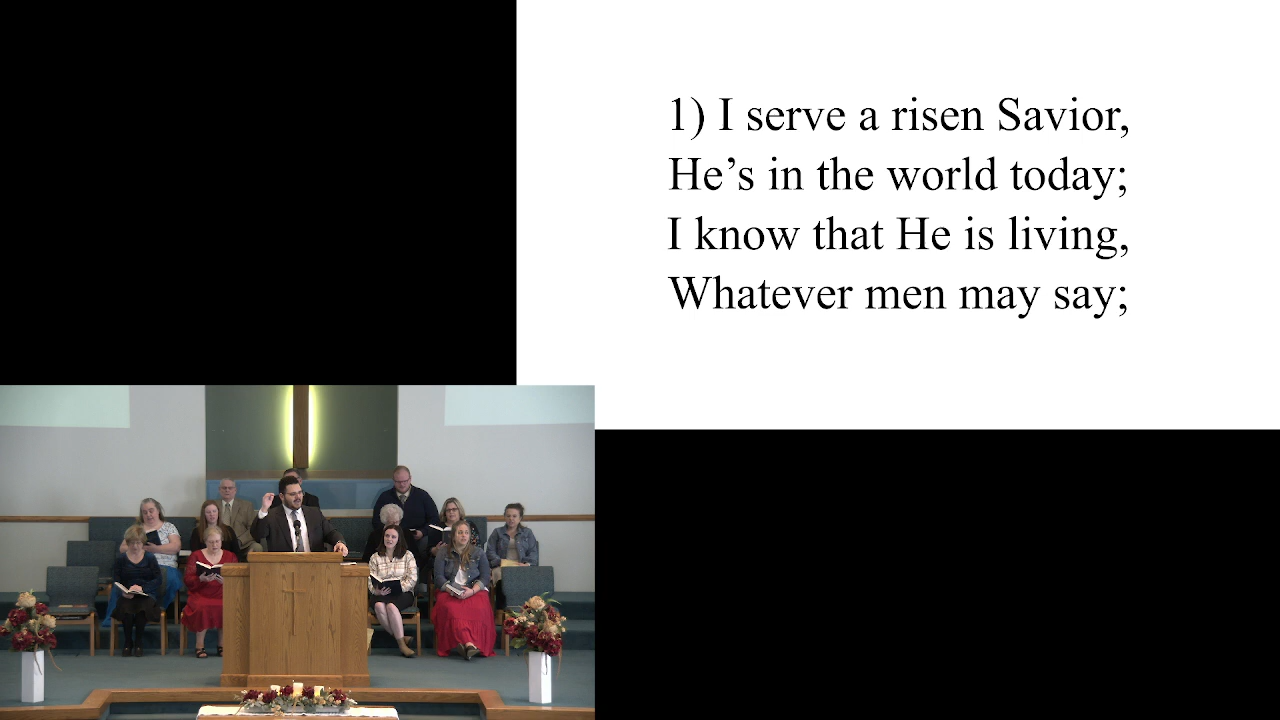 1) I serve a risen Savior,
He’s in the world today;
I know that He is living,
Whatever men may say;